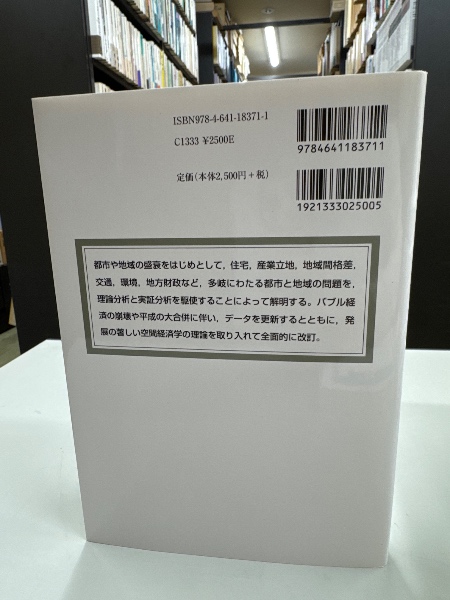 ISBN978-4-641-18371-1
C1333 ¥2500E
定価(本体2,500円+税)
9784641183711
1921333025005
都市や地域の盛衰をはじめとして，住宅，産業立地，地域間格差，
交通，環境，地方財政など，多岐にわたる都市と地域の問題を，
理論分析と実証分析を駆使することによって解明する。バブル経
済の崩壊や平成の大合併に伴い，データを更新するとともに，発
展の著しい空間経済学の理論を取り入れて全面的に改訂。